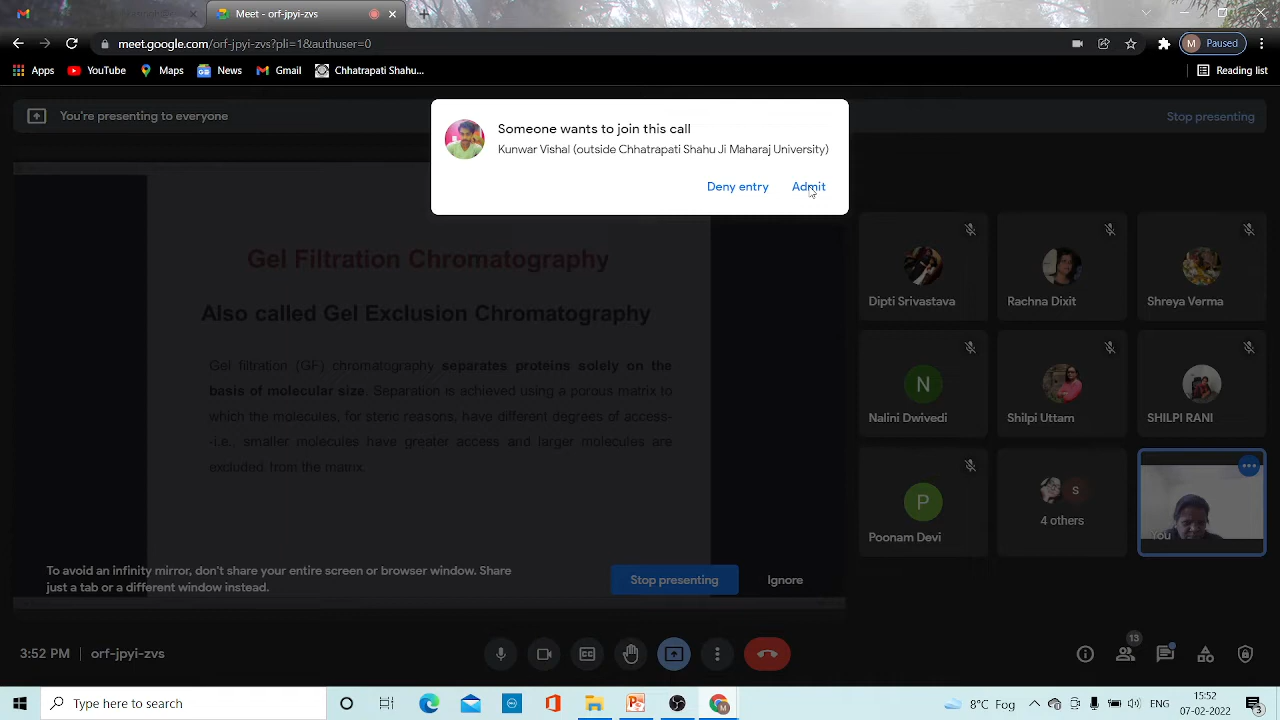 Meet - orf-jpyi-zvs
meet.google.com/orf-jpyi-zvs?pli=1&authuser=0
M Paused
Apps YouTube Maps News Gmail Chhatrapati Shahu... Reading list
You're presenting to everyone
Stop presenting
Someone wants to join this call
Kunwar Vishal (outside Chhatrapati Shahu Ji Maharaj University)
Deny entry Admit
Gel Filtration Chromatography
Also called Gel Exclusion Chromatography
Gel filtration (GF) chromatography separates proteins solely on the
basis of molecular size. Separation is achieved using a porous matrix to
which the molecules, for steric reasons, have different degrees of access-
-i.e., smaller molecules have greater access and larger molecules are
excluded from the matrix.
Dipti Srivastava
Rachna Dixit
Shreya Verma
N
Nalini Dwivedi
Shilpi Uttam
SHILPI RANI
P
Poonam Devi
s
4 others
You
To avoid an infinity mirror, don't share your entire screen or browser window. Share
just a tab or a different window instead.
Stop presenting Ignore
3:52 PM | orf-jpyi-zvs
13
Type here to search
8°C Fog
ENG
15:52
07-02-2022
3